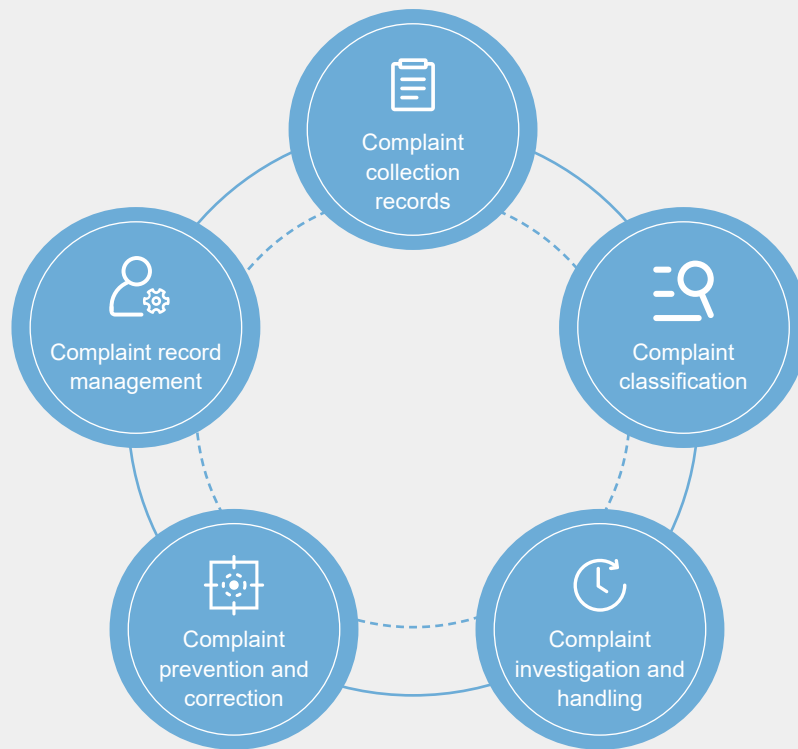 Complaint
collection
records
Complaint
classification
Complaint investigation and
handling
Complaint
prevention and
correction
Complaint record
management